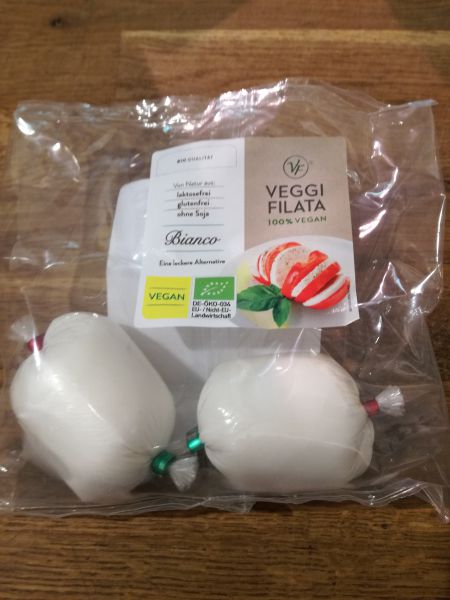 BIO QUALITÄT
Von Natur aus:
laktosefrei
glutenfrei
ohne Soja
Bianco
Eine leckere Alternative
VEGAN
DE-ÖKO-034
EU- / Nicht-EU-
Landwirtschaft
VF
VEGGI
FILATA
100% VEGAN